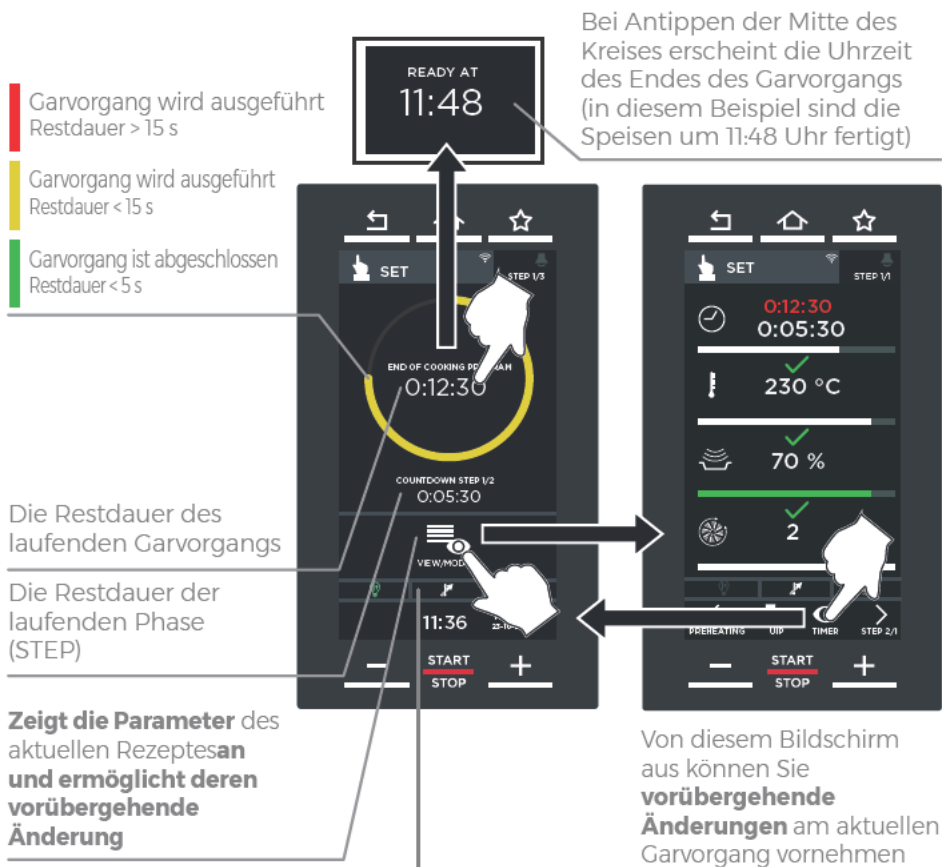 Bei Antippen der Mitte des
Kreises erscheint die Uhrzeit
des Endes des Garvorgangs
(in diesem Beispiel sind die
Speisen um 11:48 Uhr fertigt)
READY AT
11:48
Garvorgang wird ausgeführt
Restdauer > 15 s
Garvorgang wird ausgeführt
Restdauer < 15 s
Garvorgang ist abgeschlossen
Restdauer < 5 s
SET
STEP 1/3
END OF COOKING PROGRAM
0:12:30
COUNTDOWN STEP 1/2
0:05:30
11:36
START
STOP
SET
STEP 1/1
0:12:30
0:05:30
230 °C
70 %
2
PREHEATING
TIMER
STEP 2/1
START
STOP
Die Restdauer des
laufenden Garvorgangs
Die Restdauer der
laufenden Phase
(STEP)
Zeigt die Parameter des
aktuellen Rezeptesan
und ermöglicht deren
vorübergehende
Änderung
Von diesem Bildschirm
aus können Sie
vorübergehende
Änderungen am aktuellen
Garvorgang vornehmen